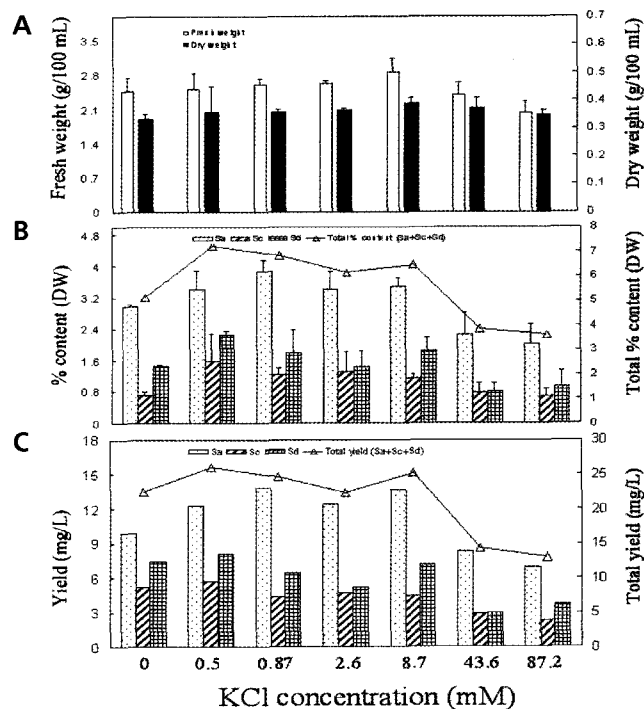 A
Fresh weight (g/100 mL)
3.5
2.8
2.1
1.4
0.7
0
Fresh weight
Dry weight
0.7
0.6
0.5
0.4
0.3
0.2
0.1
0
Dry weight (g/100 mL)
B
% content (DW)
4.8
4
3.2
2.4
1.6
0.8
0
Sa Sc Sd Total % content (Sa+Sc+Sd)
7
6
5
4
3
2
1
0
Total % content (DW)
C
Yield (mg/L)
18
15
12
9
6
3
0
Sa Sc Sd Total yield (Sa+Sc+Sd)
30
25
20
15
10
5
0
Total yield (mg/L)
0 0.5 0.87 2.6 8.7 43.6 87.2
KCl concentration (mM)